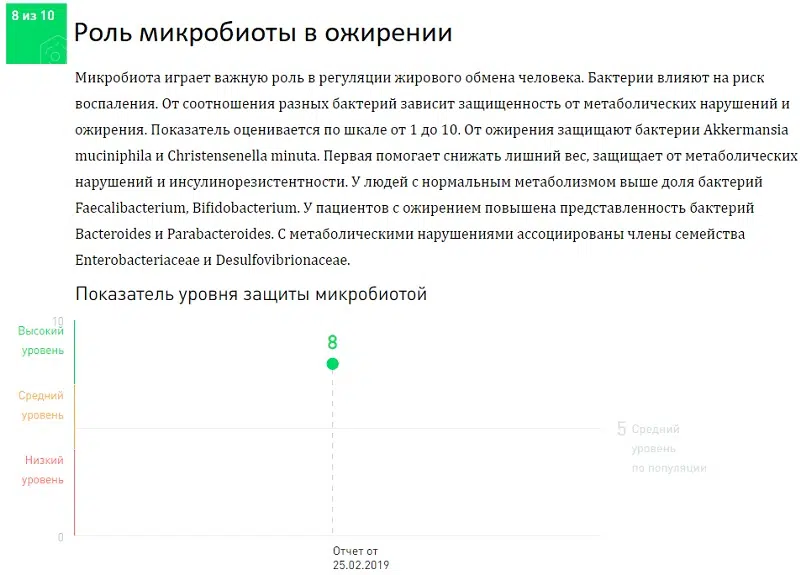 8 из 10
Роль микробиоты в ожирении
Микробиота играет важную роль в регуляции жирового обмена человека. Бактерии влияют на риск
воспаления. От соотношения разных бактерий зависит защищенность от метаболических нарушений и
ожирения. Показатель оценивается по шкале от 1 до 10. От ожирения защищают бактерии Akkermansia
muciniphila и Christensenella minuta. Первая помогает снижать лишний вес, защищает от метаболических
нарушений и инсулинорезистентности. У людей с нормальным метаболизмом выше доля бактерий
Faecalibacterium, Bifidobacterium. У пациентов с ожирением повышена представленность бактерий
Bacteroides и Parabacteroides. С метаболическими нарушениями ассоциированы члены семейства
Enterobacteriaceae и Desulfovibrionaceae.
Показатель уровня защиты микробиотой
10
Высокий
уровень
8
Средний
уровень
5 Средний
уровень
по популяции
Низкий
уровень
0
Отчет от
25.02.2019